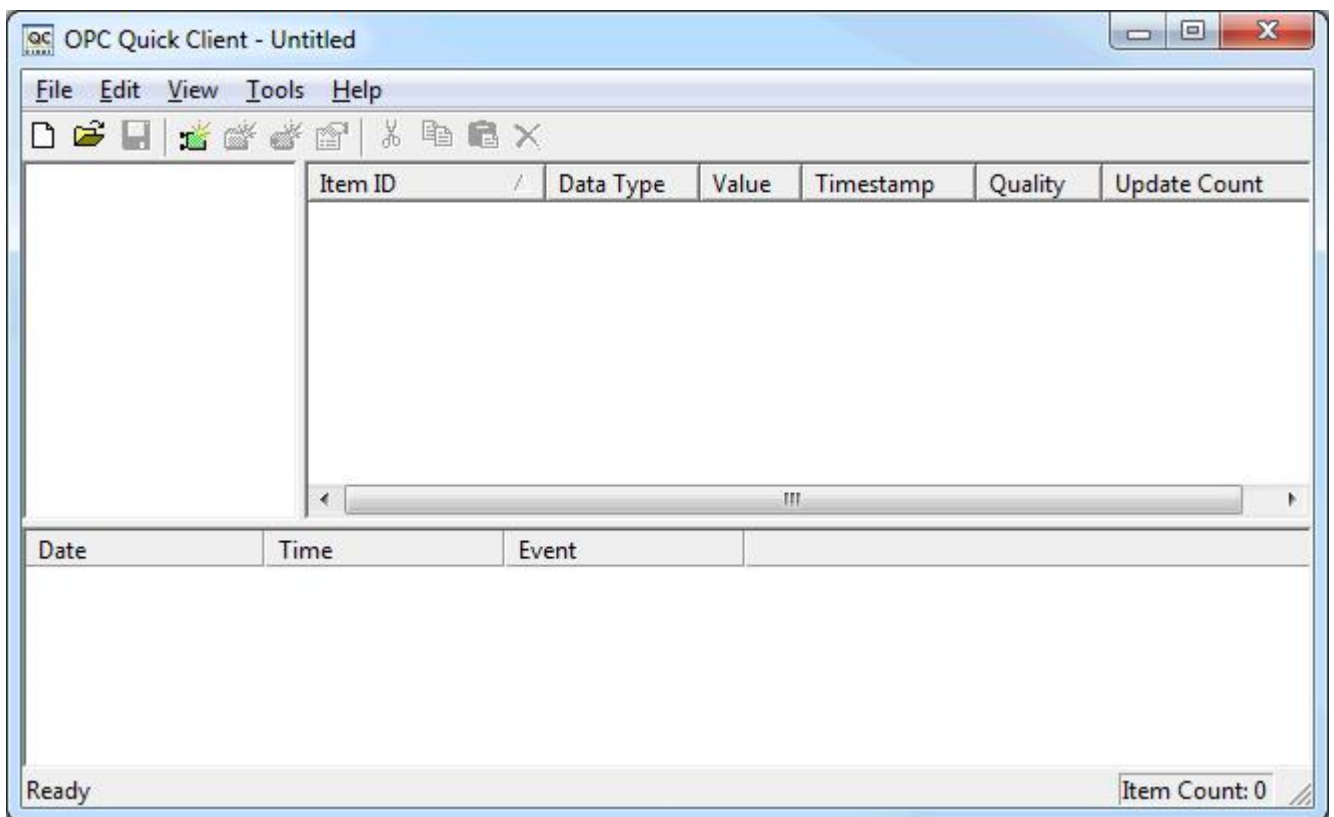 QC OPC Quick Client - Untitled
File Edit View Tools Help
Item ID Data Type Value Timestamp Quality Update Count
Date Time Event
Ready Item Count: 0